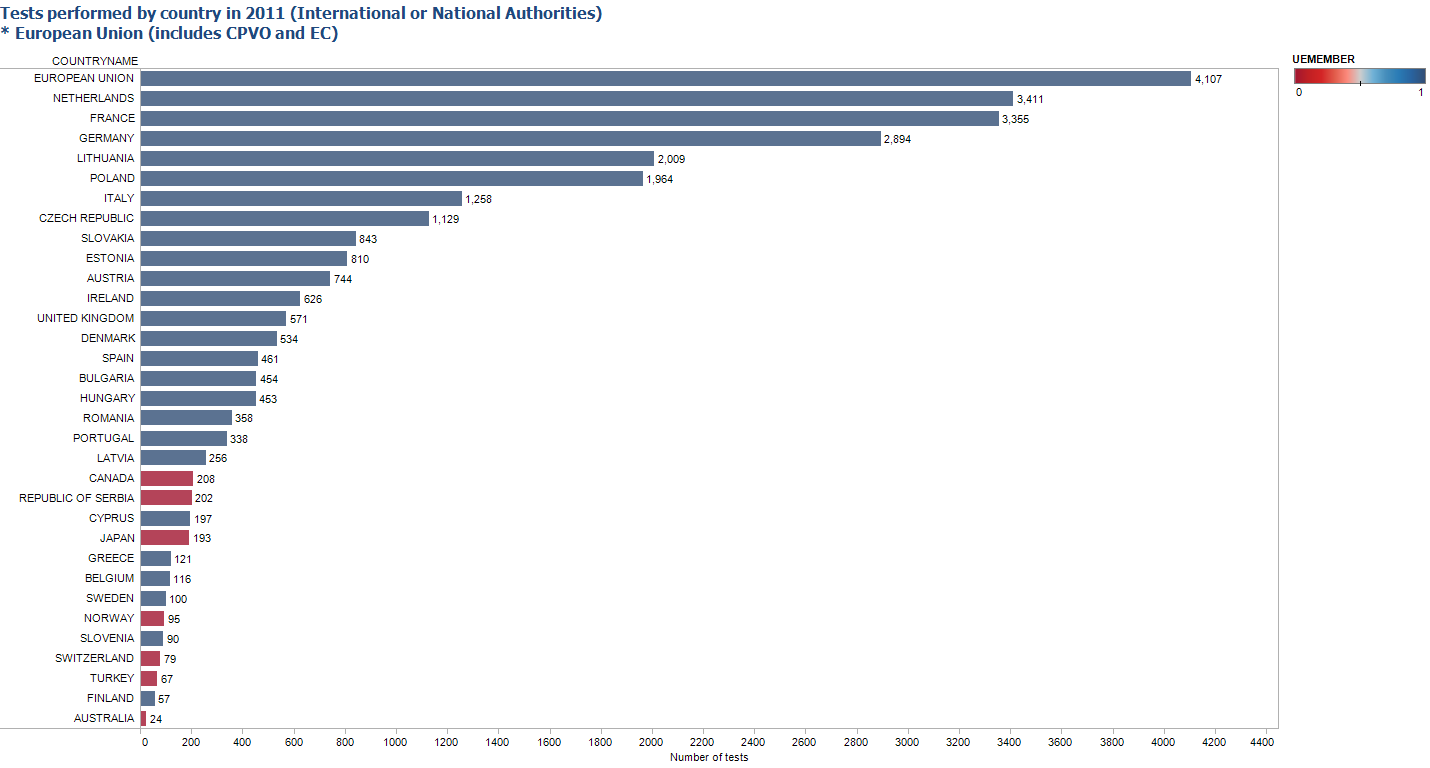 Tests performed by country in 2011 (International or National Authorities)
* European Union (includes CPVO and EC)
COUNTRYNAME
UEMEMBER
0 1
EUROPEAN UNION 4,107
NETHERLANDS 3,411
FRANCE 3,355
GERMANY 2,894
LITHUANIA 2,009
POLAND 1,964
ITALY 1,258
CZECH REPUBLIC 1,129
SLOVAKIA 843
ESTONIA 810
AUSTRIA 744
IRELAND 626
UNITED KINGDOM 571
DENMARK 534
SPAIN 461
BULGARIA 454
HUNGARY 453
ROMANIA 358
PORTUGAL 338
LATVIA 256
CANADA 208
REPUBLIC OF SERBIA 202
CYPRUS 197
JAPAN 193
GREECE 121
BELGIUM 116
SWEDEN 100
NORWAY 95
SLOVENIA 90
SWITZERLAND 79
TURKEY 67
FINLAND 57
AUSTRALIA 24
0 200 400 600 800 1000 1200 1400 1600 1800 2000 2200 2400 2600 2800 3000 3200 3400 3600 3800 4000 4200 4400
Number of tests